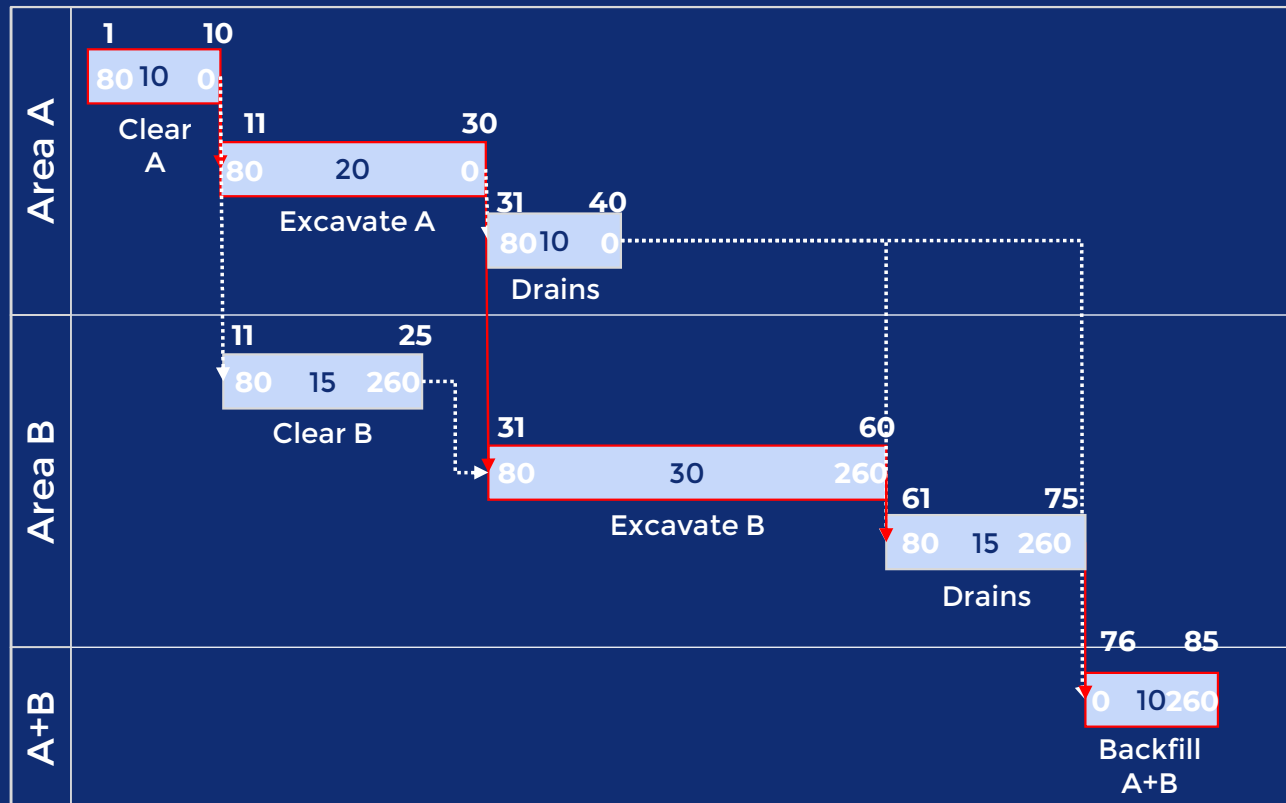 Area A
1 10
80 10 0
Clear
A
11 30
80 20 0
Excavate A
31 40
80 10 0
Drains
Area B
11 25
80 15 260
Clear B
31 60
80 30 260
Excavate B
61 75
80 15 260
Drains
A+B
76 85
0 10 260
Backfill
A+B